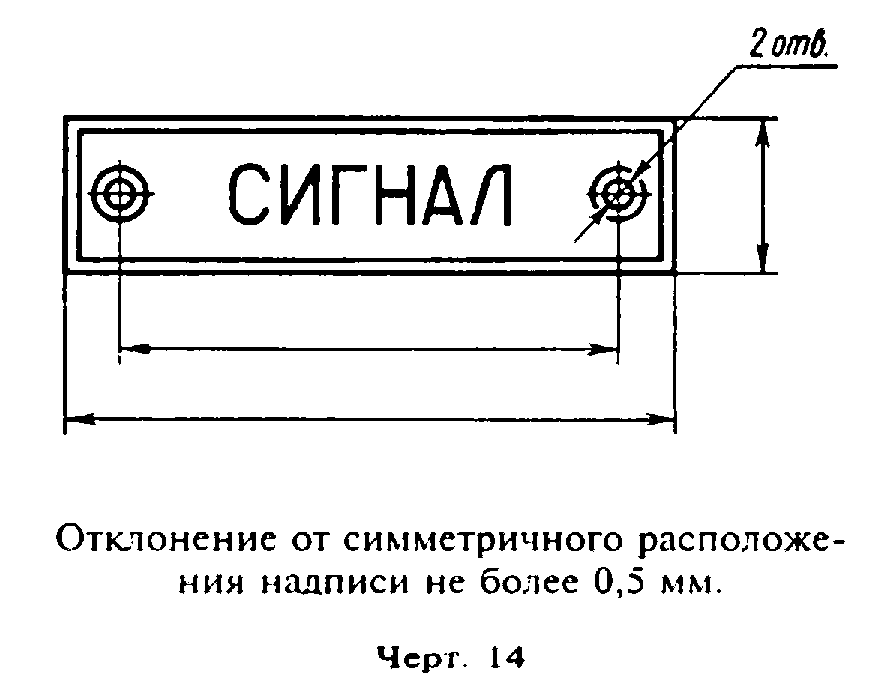 2 отв.
СИГНАЛ
Отклонение от симметричного расположе-
ния надписи не более 0,5 мм.
Черт. 14